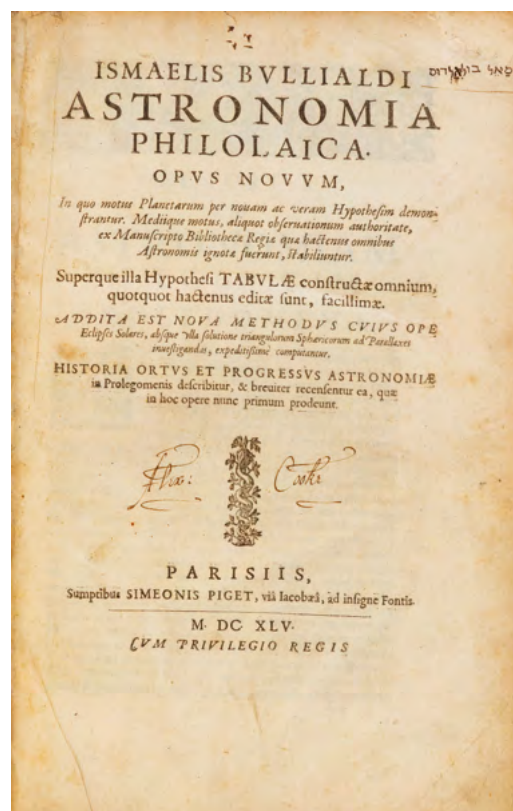 ISMAELIS BVLLIALDI
ASTRONOMIA
PHILOLAICA.
OPVS NOVVM,
In quo motus Planetarum per nouam ac veram Hypothesim demon-
strantur. Mediique motus, aliquot obseruationum authoritate,
ex Manuscripto Bibliothecæ Regiæ quæ hactenus omnibus
Astronomis ignotæ fuerunt, stabiliuntur.
Superque illa Hypothesi TABVLÆ constructæ omnium,
quotquot hactenus editæ sunt, facillimæ.
ADDITA EST NOVA METHODVS CVIVS OPE
Eclipses Solares, absque vlla solutione triangulorum Sphæricorum ad Parallaxes
inuestigandas, expeditissimè computantur.
HISTORIA ORTVS ET PROGRESSVS ASTRONOMIÆ
in Prolegomenis describitur, & breuiter recensentur ea, quæ
in hoc opere nunc primum prodeunt.
PARISIIS,
Sumptibus SIMEONIS PIGET, viâ Iacobæâ, ad insigne Fontis.
M. DC XLV.
CVM PRIVILEGIO REGIS